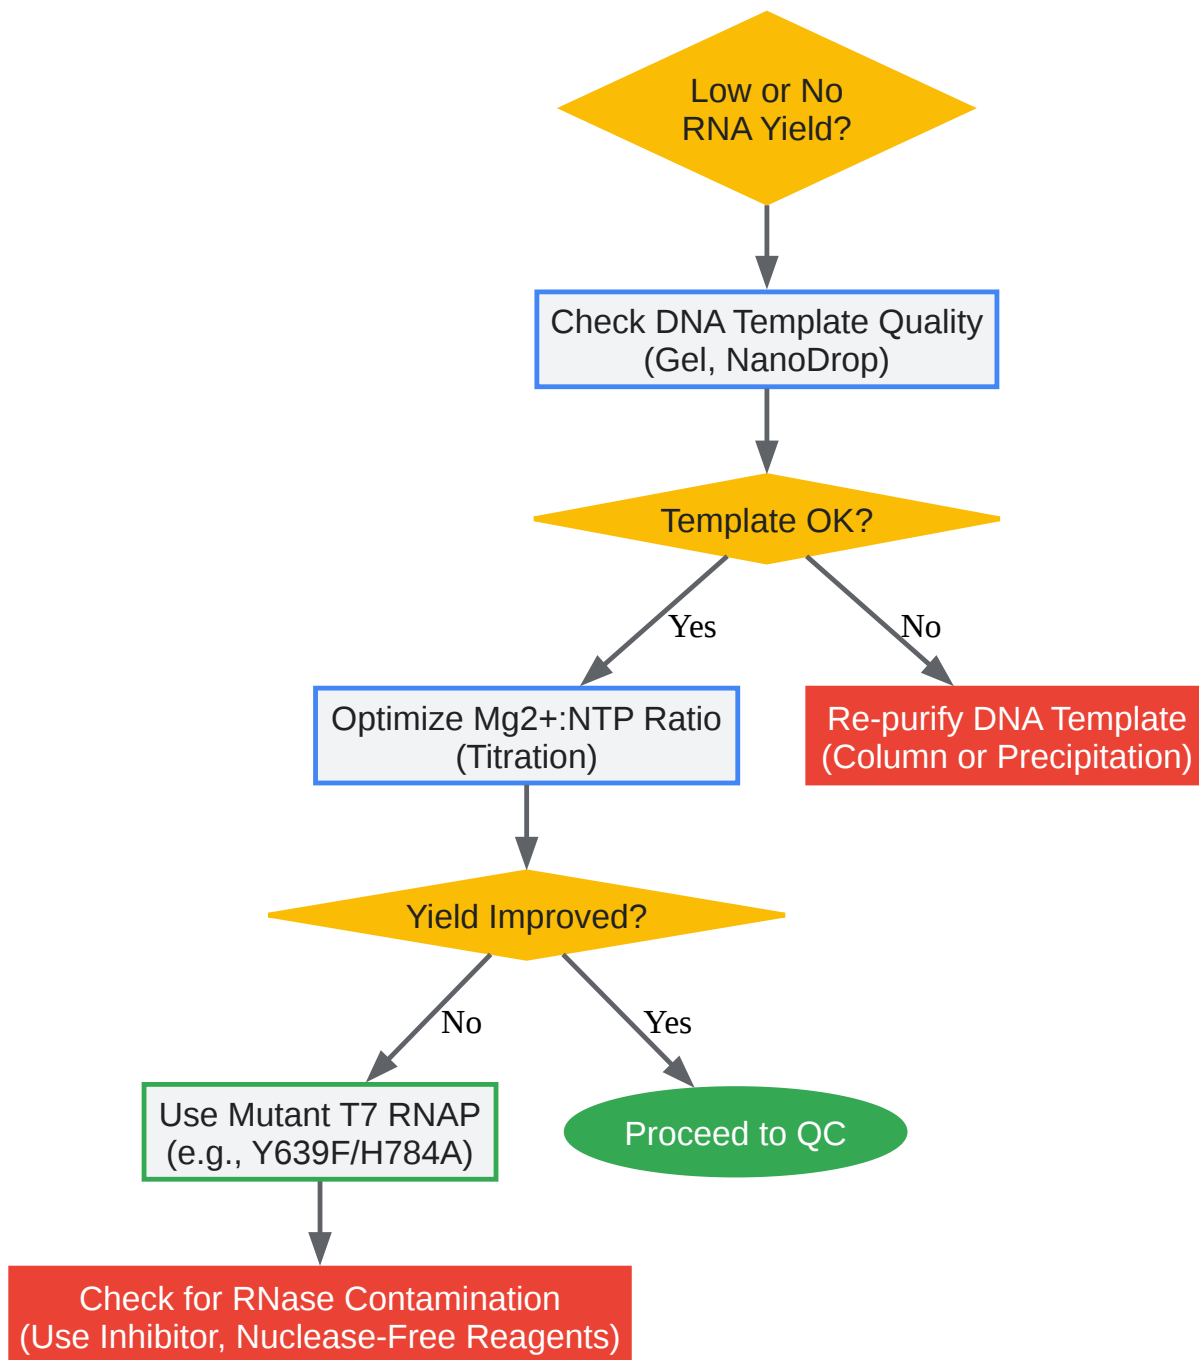 Low or No
RNA Yield?
Check DNA Template Quality
(Gel, NanoDrop)
Template OK?
Yes
No
Optimize Mg2+:NTP Ratio
(Titration)
Re-purify DNA Template
(Column or Precipitation)
Yield Improved?
No
Yes
Use Mutant T7 RNAP
(e.g., Y639F/H784A)
Proceed to QC
Check for RNase Contamination
(Use Inhibitor, Nuclease-Free Reagents)